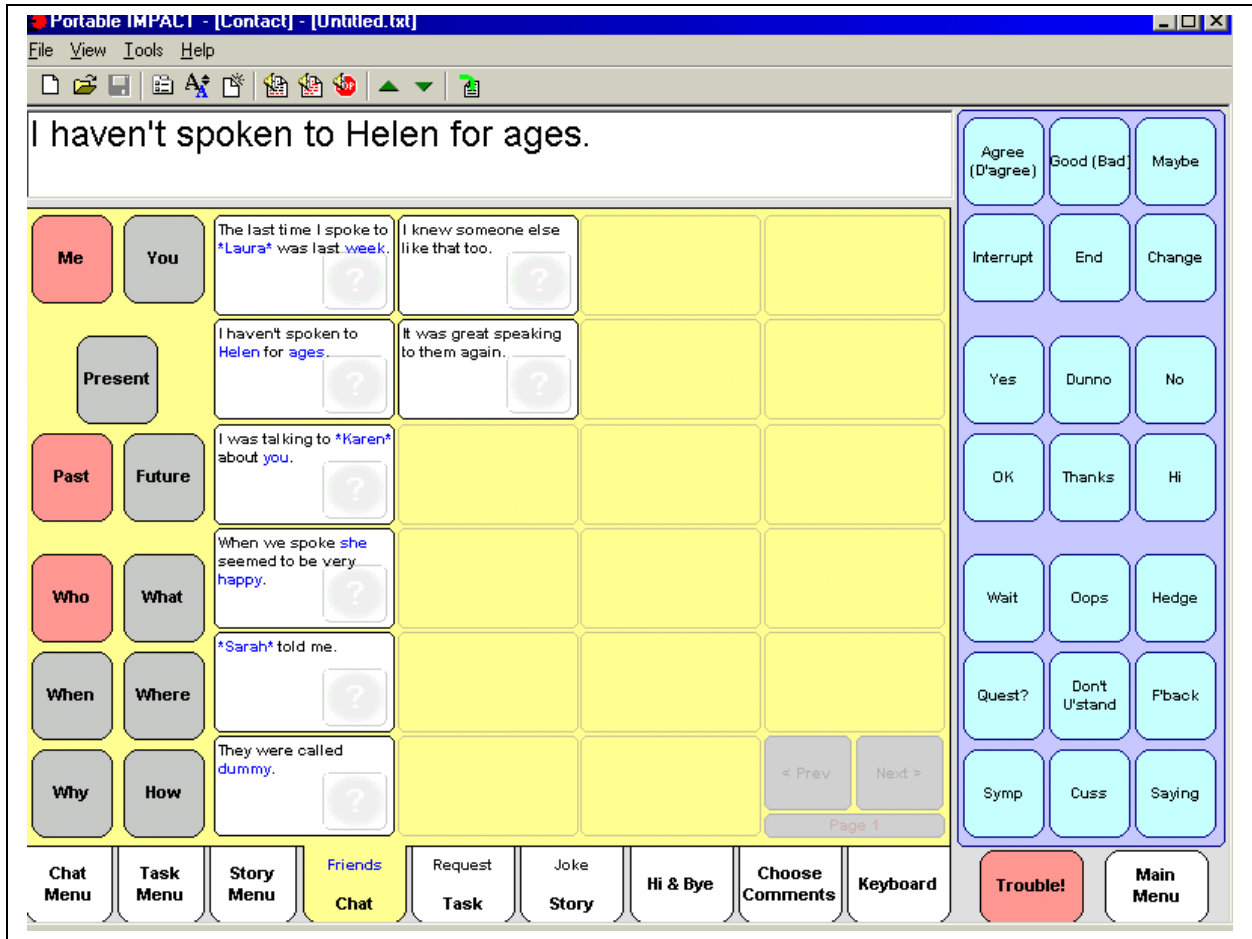 Portable IMPACT - [Contact] - [Untitled.txt]
File View Tools Help
I haven't spoken to Helen for ages.
Me
You
Present
Past
Future
Who
What
When
Where
Why
How
The last time I spoke to
*Laura* was last week.
I knew someone else
like that too.
I haven't spoken to
Helen for ages.
It was great speaking
to them again.
I was talking to *Karen*
about you.
When we spoke she
seemed to be very
happy.
*Sarah* told me.
They were called
dummy.
< Prev
Next >
Page 1
Agree
(D'agree)
Good (Bad)
Maybe
Interrupt
End
Change
Yes
Dunno
No
OK
Thanks
Hi
Wait
Oops
Hedge
Quest?
Don't
U'stand
F'back
Symp
Cuss
Saying
Chat
Menu
Task
Menu
Story
Menu
Friends
Chat
Request
Task
Joke
Story
Hi & Bye
Choose
Comments
Keyboard
Trouble!
Main
Menu